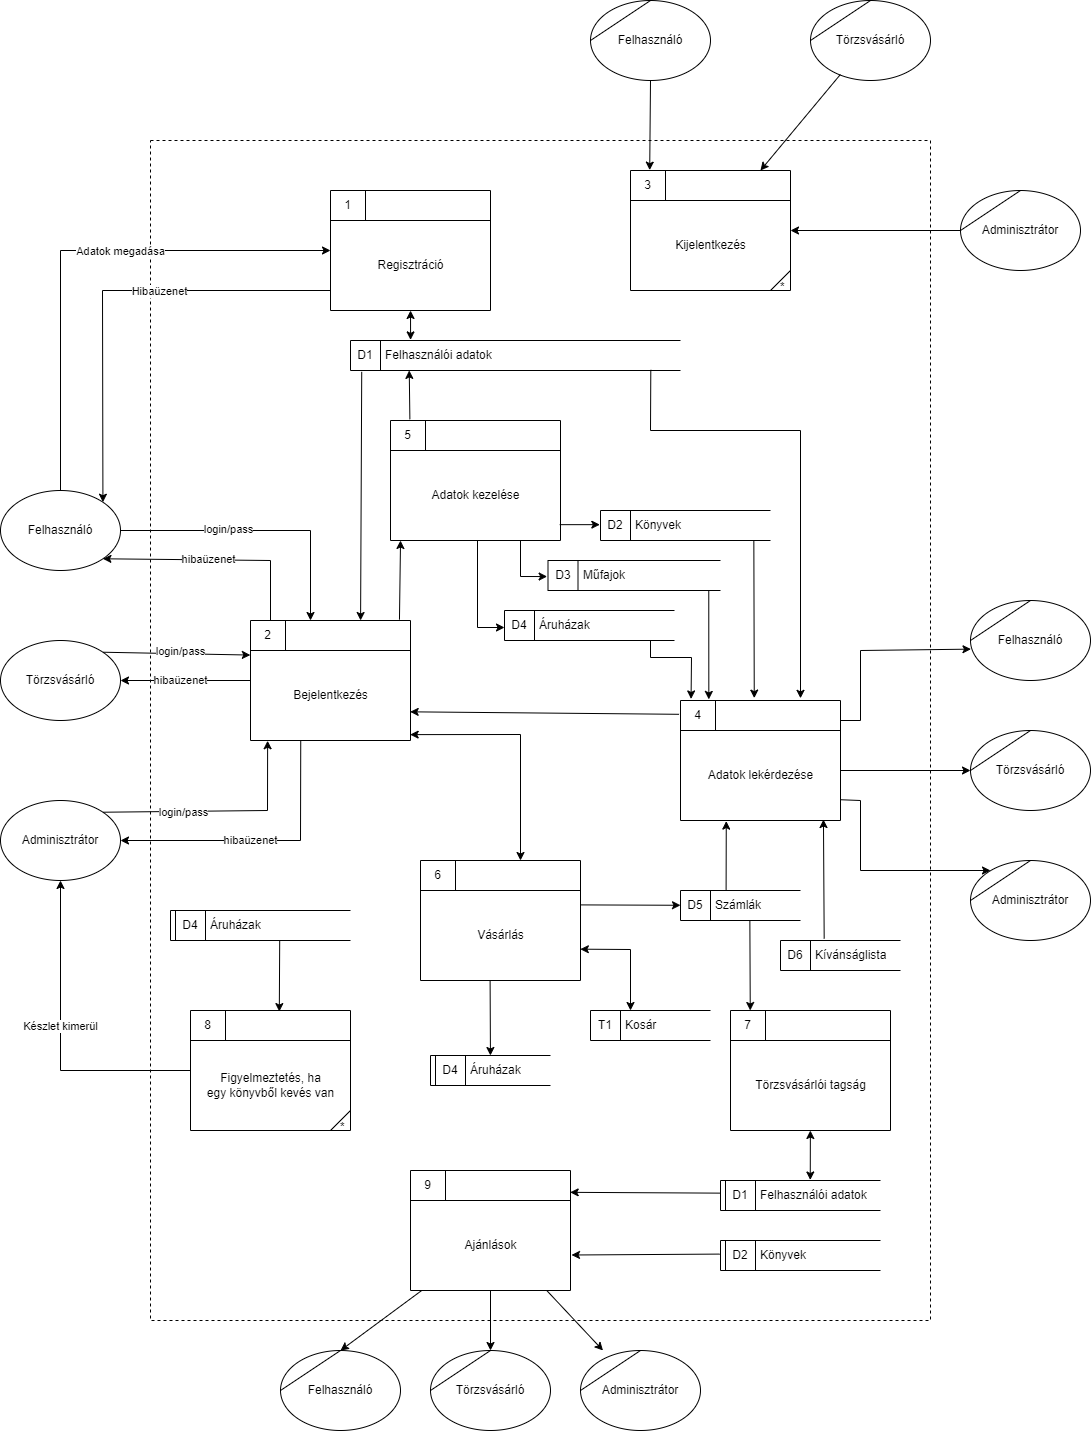 Felhasználó
Törzsvásárló
3
Kijelentkezés
*
Adminisztrátor
1
Regisztráció
Adatok megadása
Hibaüzenet
D1 Felhasználói adatok
5
Adatok kezelése
D2 Könyvek
D3 Műfajok
D4 Áruházak
Felhasználó
login/pass
hibaüzenet
2
Bejelentkezés
Törzsvásárló
login/pass
hibaüzenet
Adminisztrátor
login/pass
hibaüzenet
4
Adatok lekérdezése
Felhasználó
Törzsvásárló
Adminisztrátor
6
Vásárlás
D5 Számlák
D6 Kívánságlista
T1 Kosár
D4 Áruházak
D4 Áruházak
Készlet kimerül
8
Figyelmeztetés, ha
egy könyvből kevés van
*
7
Törzsvásárlói tagság
D1 Felhasználói adatok
D2 Könyvek
9
Ajánlások
Felhasználó
Törzsvásárló
Adminisztrátor